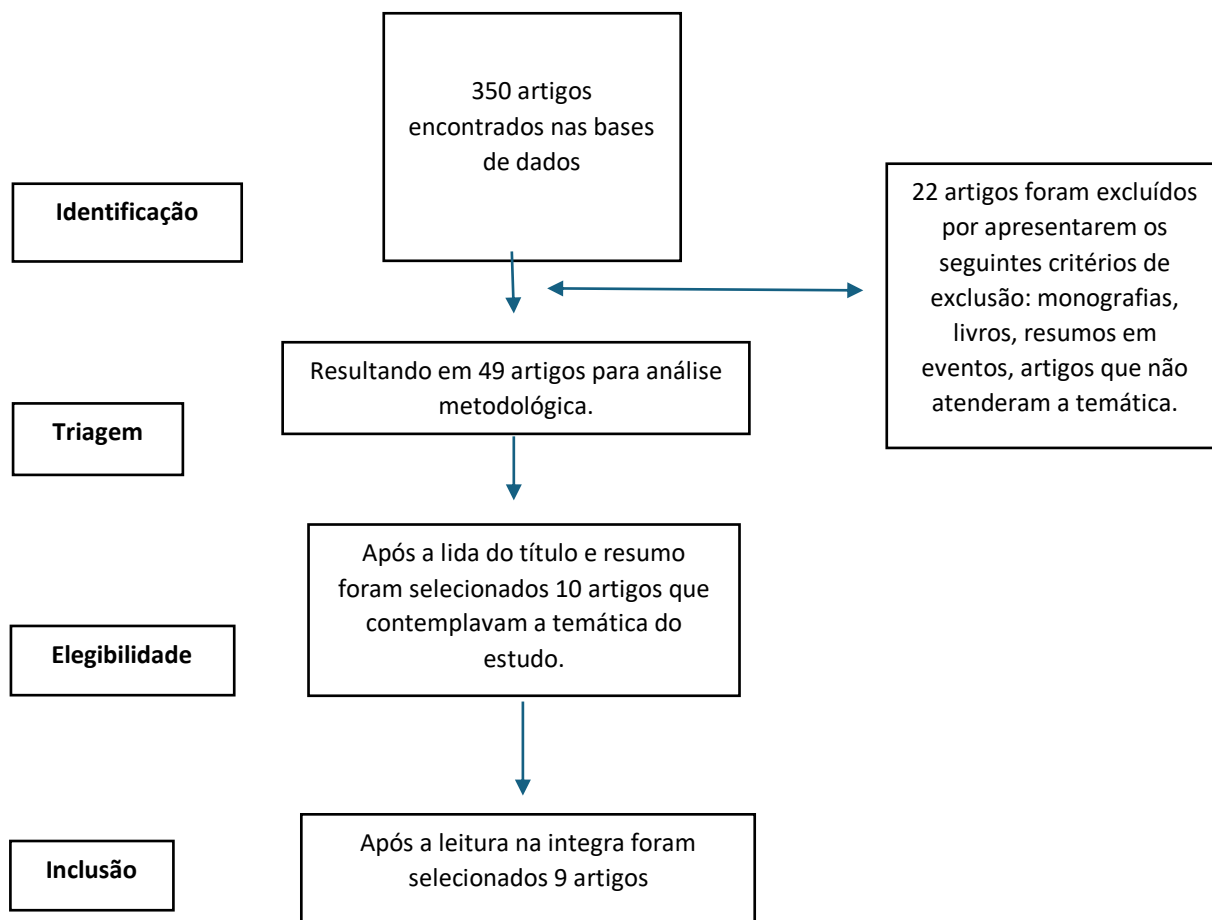 350 artigos
encontrados nas bases
de dados
Identificação
22 artigos foram excluídos
por apresentarem os
seguintes critérios de
exclusão: monografias,
livros, resumos em
eventos, artigos que não
atenderam a temática.
Resultando em 49 artigos para análise
metodológica.
Triagem
Após a lida do título e resumo
foram selecionados 10 artigos que
contemplavam a temática do
estudo.
Elegibilidade
Após a leitura na integra foram
selecionados 9 artigos
Inclusão